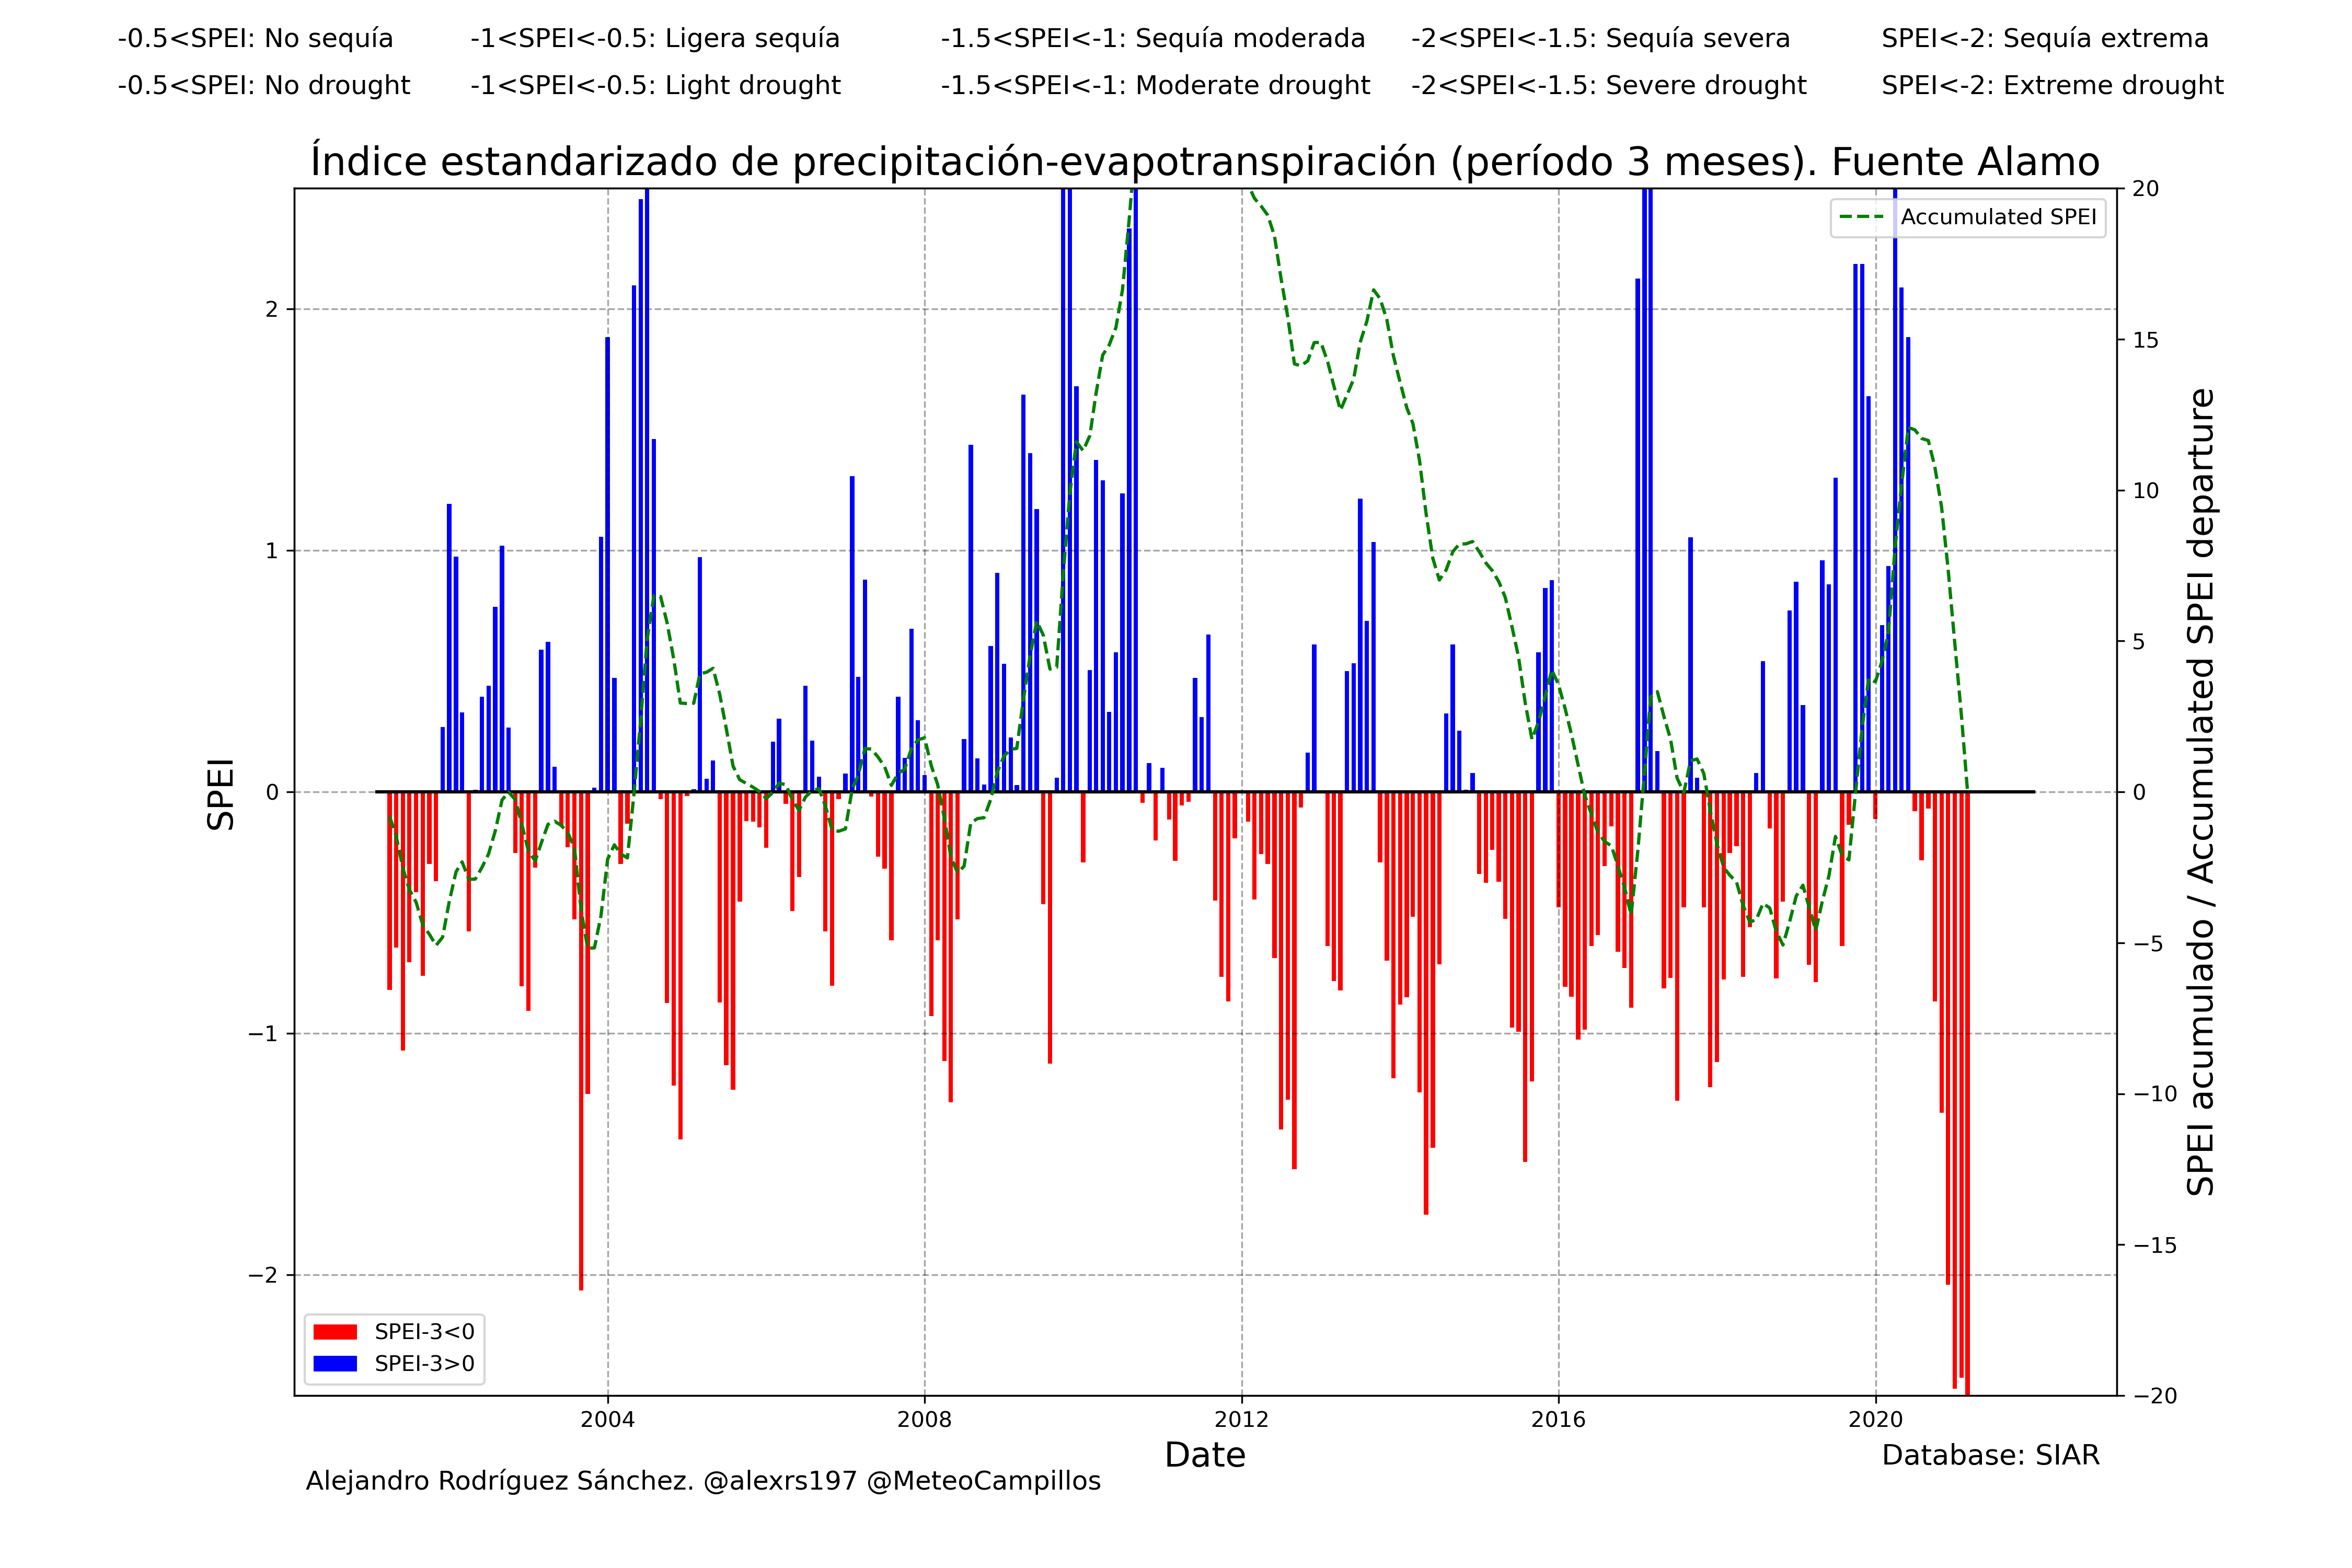 -0.5<SPEI: No sequía -1<SPEI<-0.5: Ligera sequía -1.5<SPEI<-1: Sequía moderada -2<SPEI<-1.5: Sequía severa SPEI<-2: Sequía extrema
-0.5<SPEI: No drought -1<SPEI<-0.5: Light drought -1.5<SPEI<-1: Moderate drought -2<SPEI<-1.5: Severe drought SPEI<-2: Extreme drought
Índice estandarizado de precipitación-evapotranspiración (período 3 meses). Fuente Alamo
Accumulated SPEI
SPEI
2
1
0
−1
−2
20
15
10
5
0
−5
−10
−15
−20
SPEI acumulado / Accumulated SPEI departure
SPEI-3<0
SPEI-3>0
2004 2008 2012 2016 2020
Date
Database: SIAR
Alejandro Rodríguez Sánchez. @alexrs197 @MeteoCampillos